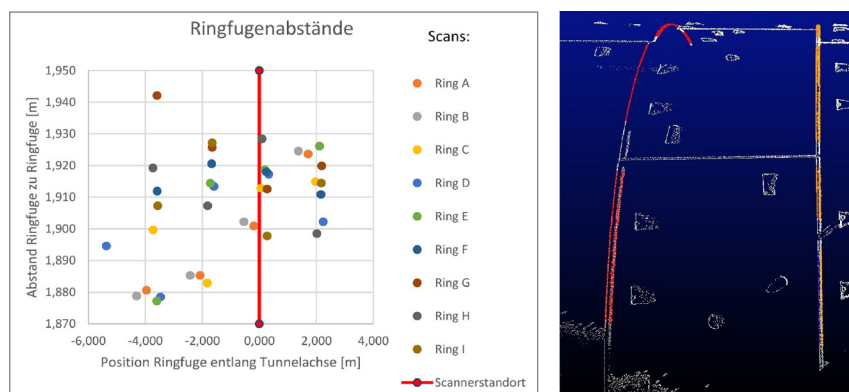 Ringfugenabstände
Scans:
Abstand Ringfuge zu Ringfuge [m]
1,950
1,940
1,930
1,920
1,910
1,900
1,890
1,880
1,870
-6,000 -4,000 -2,000 0,000 2,000 4,000
Position Ringfuge entlang Tunnelachse [m]
Ring A
Ring B
Ring C
Ring D
Ring E
Ring F
Ring G
Ring H
Ring I
Scannerstandort